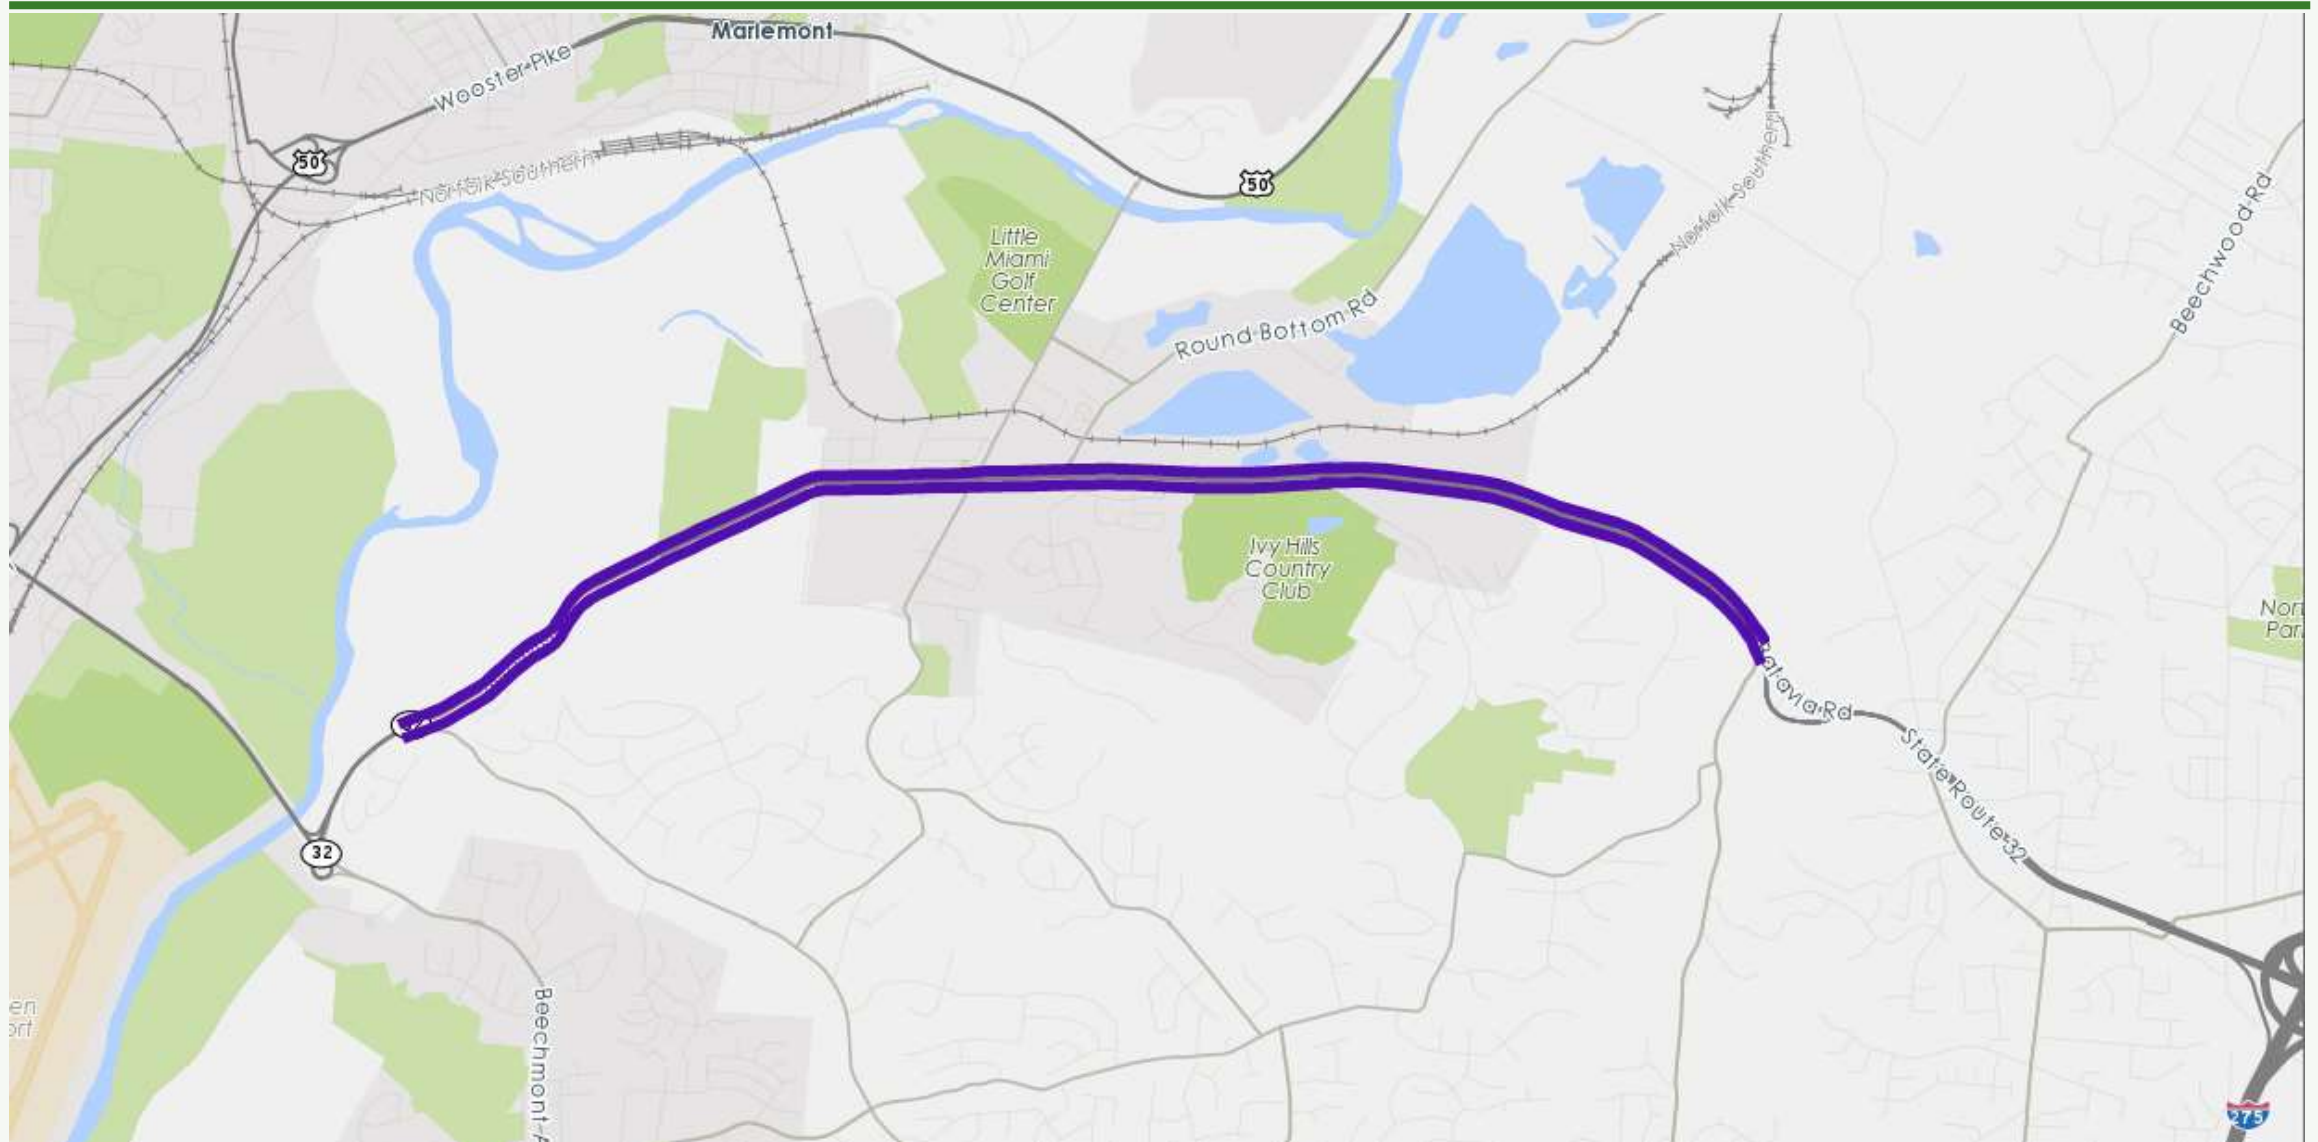 Mariemont
Wooster Pike
50
Norfolk Southern
50
Norfolk Southern
Beechwood Rd
Little
Miami
Golf
Center
Round Bottom Rd
Ivy Hills
Country
Club
Batavia Rd
State Route 32
32
Beechmont
275